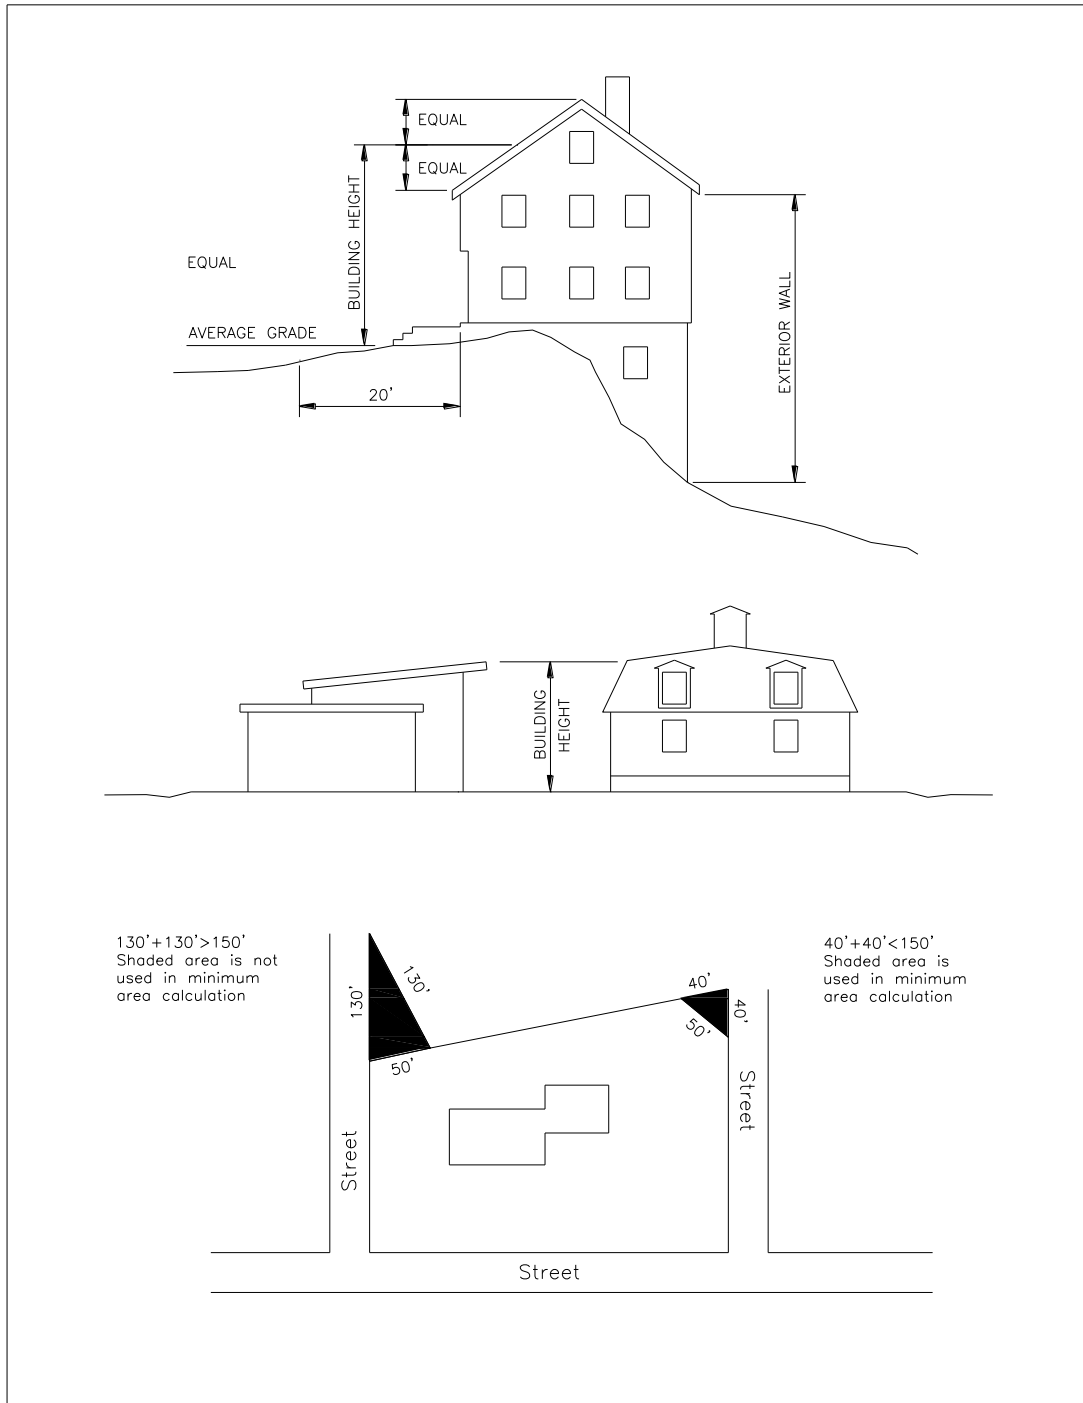 EQUAL
EQUAL
BUILDING HEIGHT
EQUAL
AVERAGE GRADE
20'
EXTERIOR WALL
BUILDING
HEIGHT
130'+130'>150'
Shaded area is not
used in minimum
area calculation
130'
130'
50'
40'
40'
50'
40'+40'<150'
Shaded area is
used in minimum
area calculation
Street
Street
Street